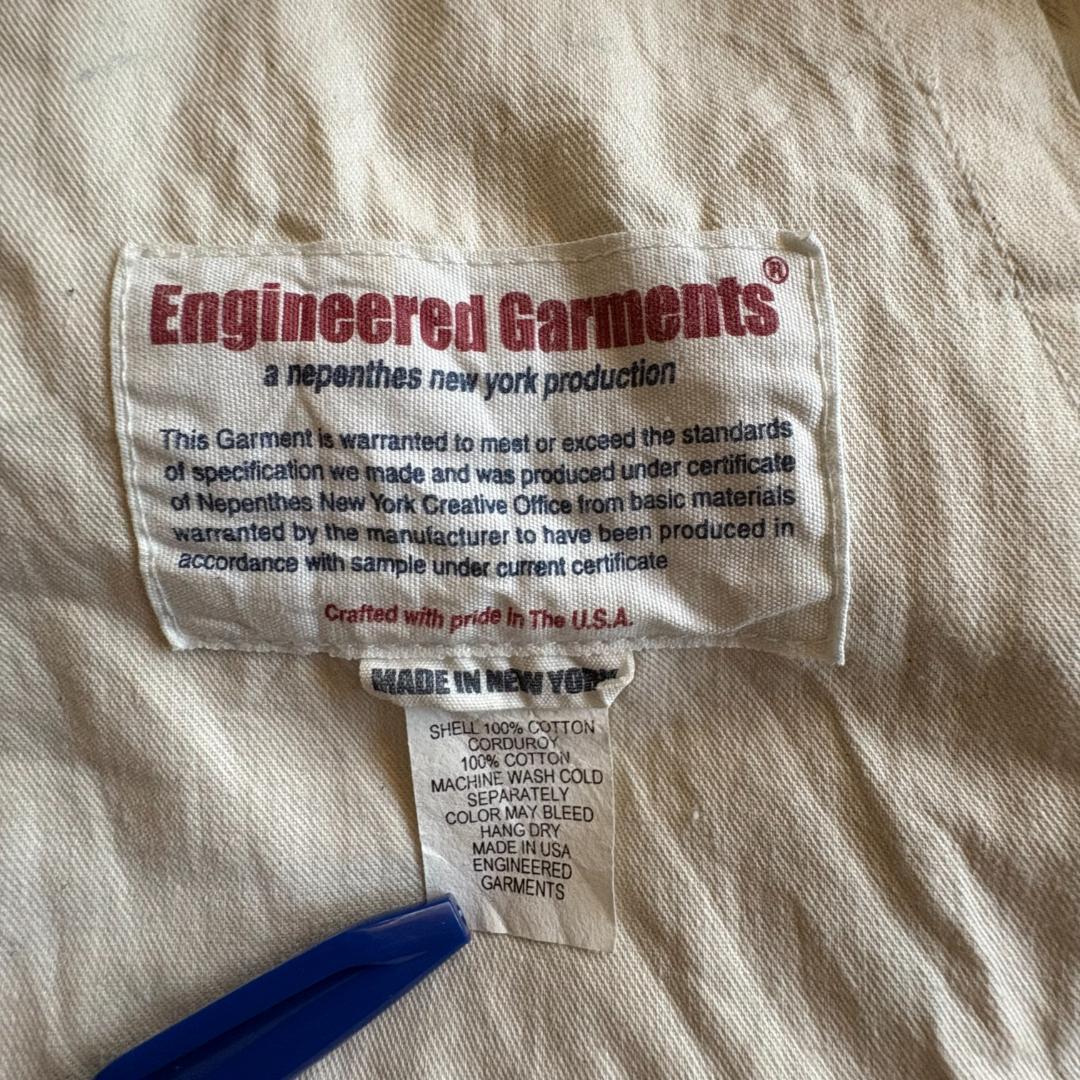 Engineered Garments®
a nepenthes new york production
This Garment is warranted to meet or exceed the standards
of specification we made and was produced under certificate
of Nepenthes New York Creative Office from basic materials
warranted by the manufacturer to have been produced in
accordance with sample under current certificate
Crafted with pride in The U.S.A.
MADE IN NEW YORK
SHELL 100% COTTON
CORDUROY
100% COTTON
MACHINE WASH COLD
SEPARATELY
COLOR MAY BLEED
HANG DRY
MADE IN USA
ENGINEERED
GARMENTS